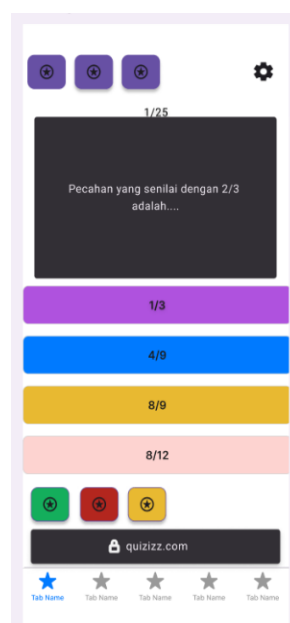 1/25
Pecahan yang senilai dengan 2/3
adalah....
1/3
4/9
8/9
8/12
quizizz.com
Tab Name Tab Name Tab Name Tab Name Tab Name